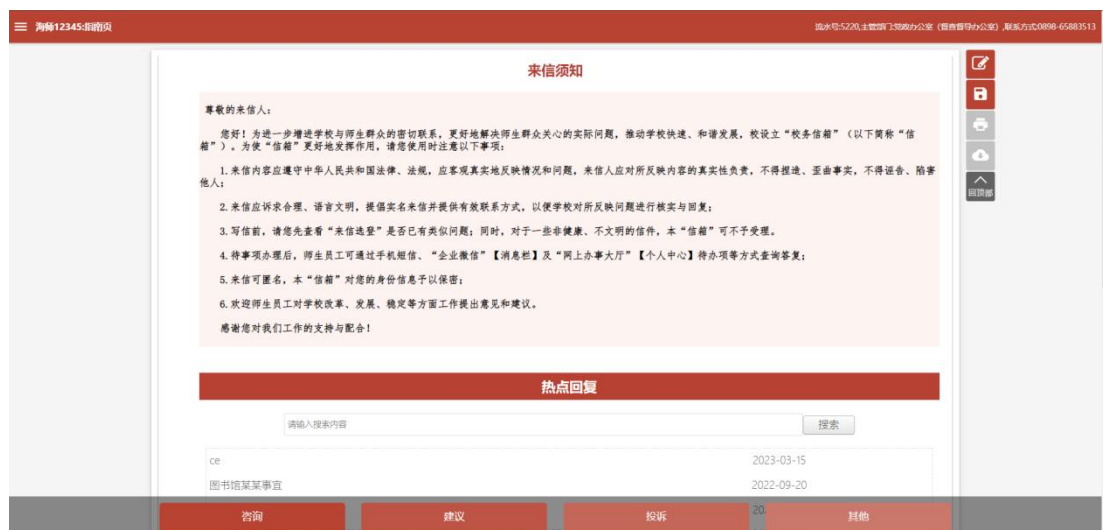 海师12345:指南页
流水号:5220,主管部门:党政办公室（督查督导办公室）,联系方式:0898-65883513
来信须知
尊敬的来信人：
您好！为进一步增进学校与师生群众的密切联系，更好地解决师生群众关心的实际问题，推动学校快速、和谐发展，校设立“校务信箱”（以下简称“信
箱”）。为使“信箱”更好地发挥作用，请您使用时注意以下事项：
1.来信内容应遵守中华人民共和国法律、法规，应客观真实地反映情况和问题，来信人应对所反映内容的真实性负责，不得捏造、歪曲事实，不得诬告、陷害
他人；
2.来信应诉求合理、语言文明，提倡实名来信并提供有效联系方式，以便学校对所反映问题进行核实与回复；
3.写信前，请您先查看“来信选登”是否已有类似问题；同时，对于一些非健康、不文明的信件，本“信箱”可不予受理。
4.待事项办理后，师生员工可通过手机短信、“企业微信”【消息栏】及“网上办事大厅”【个人中心】待办项等方式查询答复；
5.来信可匿名，本“信箱”对您的身份信息予以保密；
6.欢迎师生员工对学校改革、发展、稳定等方面工作提出意见和建议。
感谢您对我们工作的支持与配合！
回顶部
热点回复
请输入搜索内容
搜索
ce 2023-03-15
图书馆某某事宜 2022-09-20
20
咨询 建议 投诉 其他